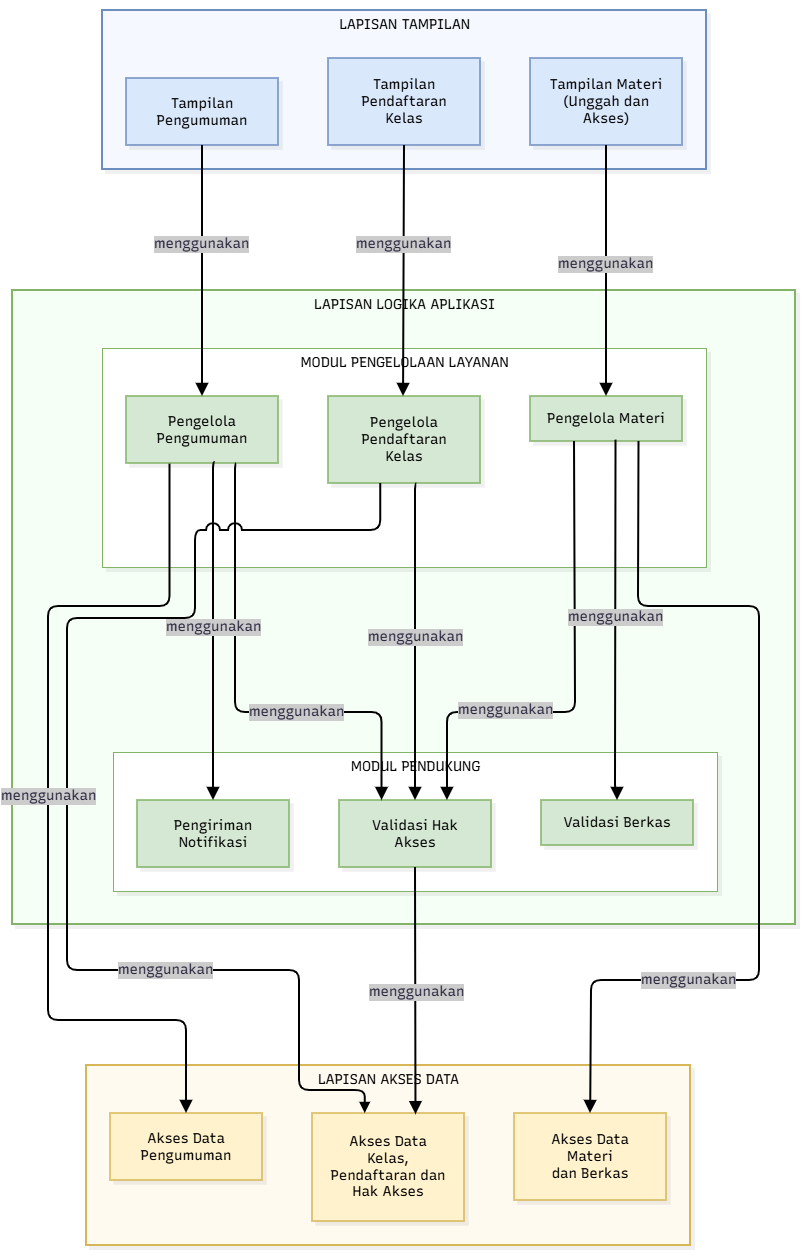 LAPISAN TAMPILAN
Tampilan
Pengumuman
Tampilan
Pendaftaran
Kelas
Tampilan Materi
(Unggah dan
Akses)
menggunakan
menggunakan
menggunakan
LAPISAN LOGIKA APLIKASI
MODUL PENGELOLAAN LAYANAN
Pengelola
Pengumuman
Pengelola
Pendaftaran
Kelas
Pengelola Materi
menggunakan
menggunakan
menggunakan
menggunakan
menggunakan
MODUL PENDUKUNG
menggunakan
Pengiriman
Notifikasi
Validasi Hak
Akses
Validasi Berkas
menggunakan
menggunakan
menggunakan
LAPISAN AKSES DATA
Akses Data
Pengumuman
Akses Data
Kelas,
Pendaftaran dan
Hak Akses
Akses Data
Materi
dan Berkas